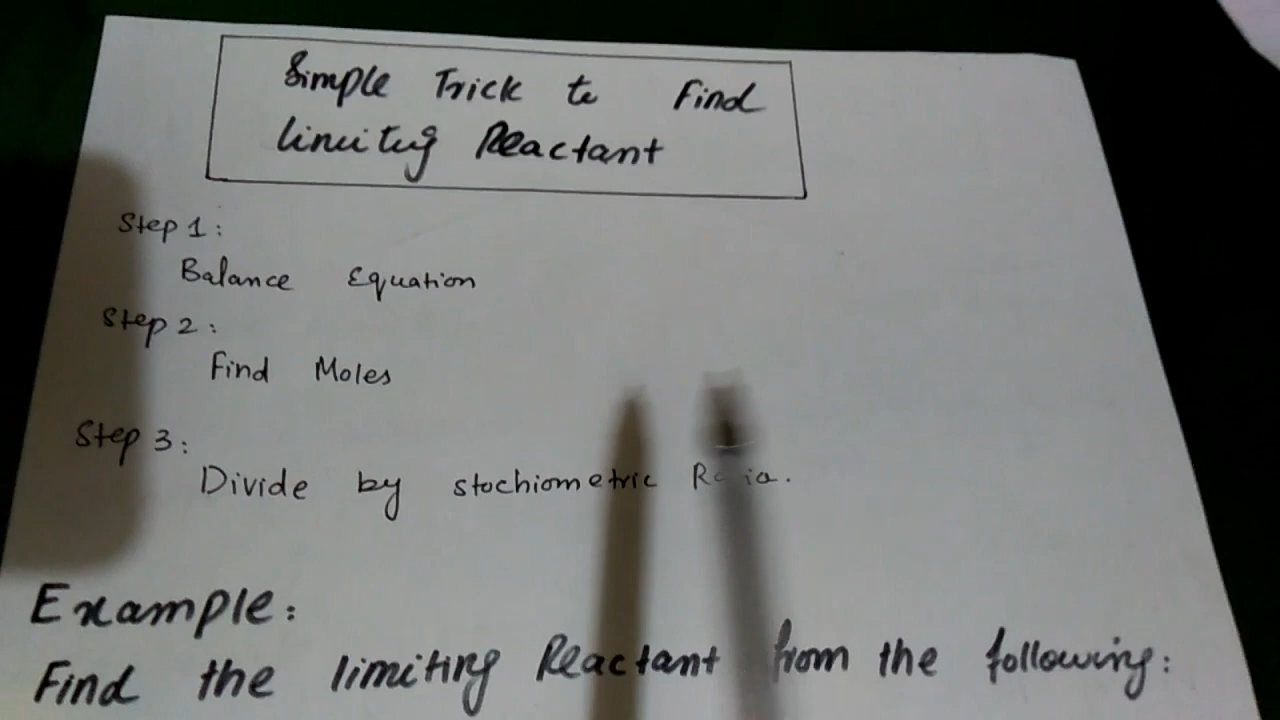 Simple Trick to Find
limiting Reactant
Step 1:
Balance Equation
Step 2:
Find Moles
Step 3:
Divide by stochiometric Ratio.
Example:
Find the limiting Reactant from the following: